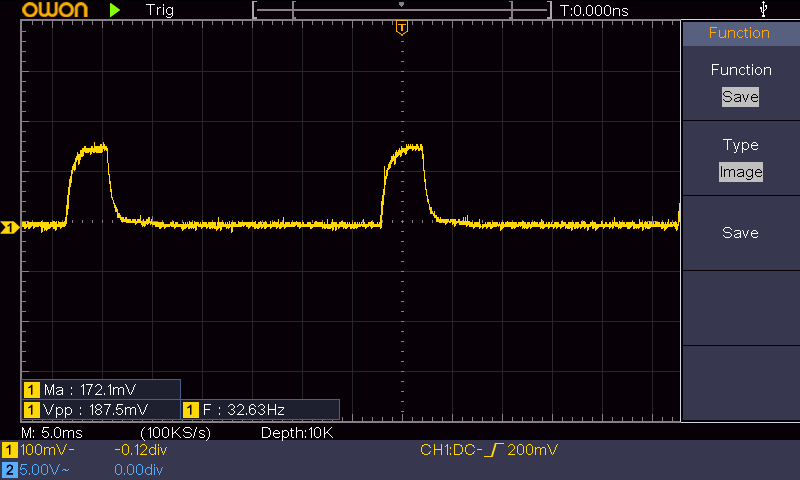 OWON Trig T:0.000ns
T
Function
Function
Save
Type
Image
Save
1
1 Ma : 172.1mV
1 Vpp : 187.5mV 1 F : 32.63Hz
M: 5.0ms (100KS/s) Depth:10K
1 100mV- -0.12div CH1:DC- 200mV
2 5.00V~ 0.00div